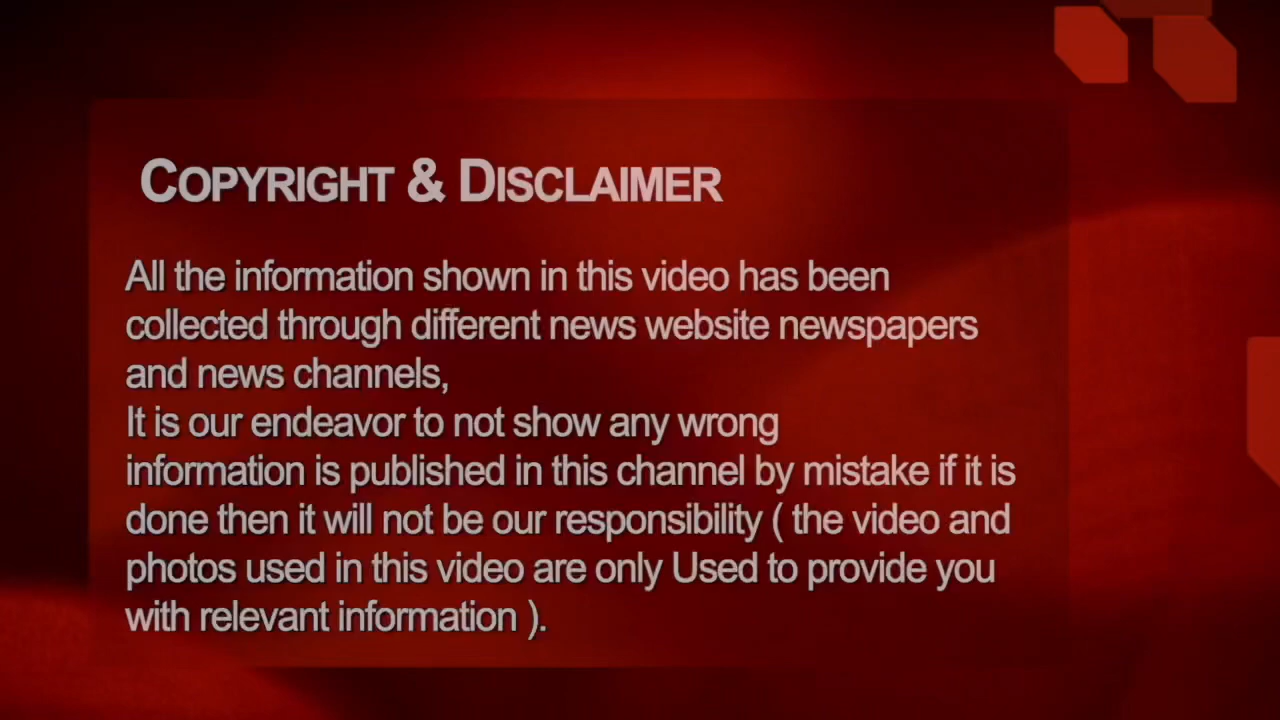 COPYRIGHT & DISCLAIMER
All the information shown in this video has been
collected through different news website newspapers
and news channels,
It is our endeavor to not show any wrong
information is published in this channel by mistake if it is
done then it will not be our responsibility ( the video and
photos used in this video are only Used to provide you
with relevant information ).